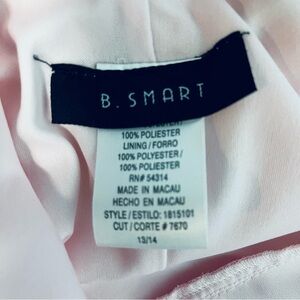 B. SMART
100% POLIESTER
LINING / FORRO
100% POLYESTER /
100% POLIESTER
RN# 54314
MADE IN MACAU
HECHO EN MACAU
STYLE / ESTILO: 1815101
CUT / CORTE # 7670
13/14